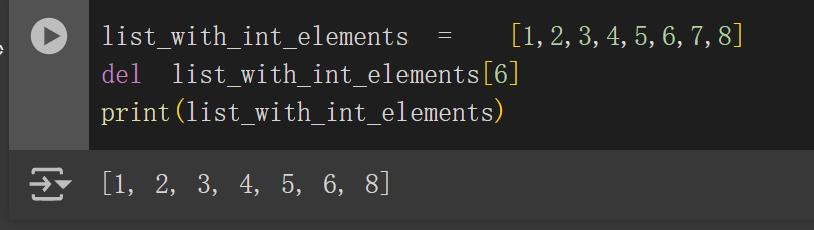 list_with_int_elements  =    [1,2,3,4,5,6,7,8]
del  list_with_int_elements[6]
print(list_with_int_elements)
[1, 2, 3, 4, 5, 6, 8]